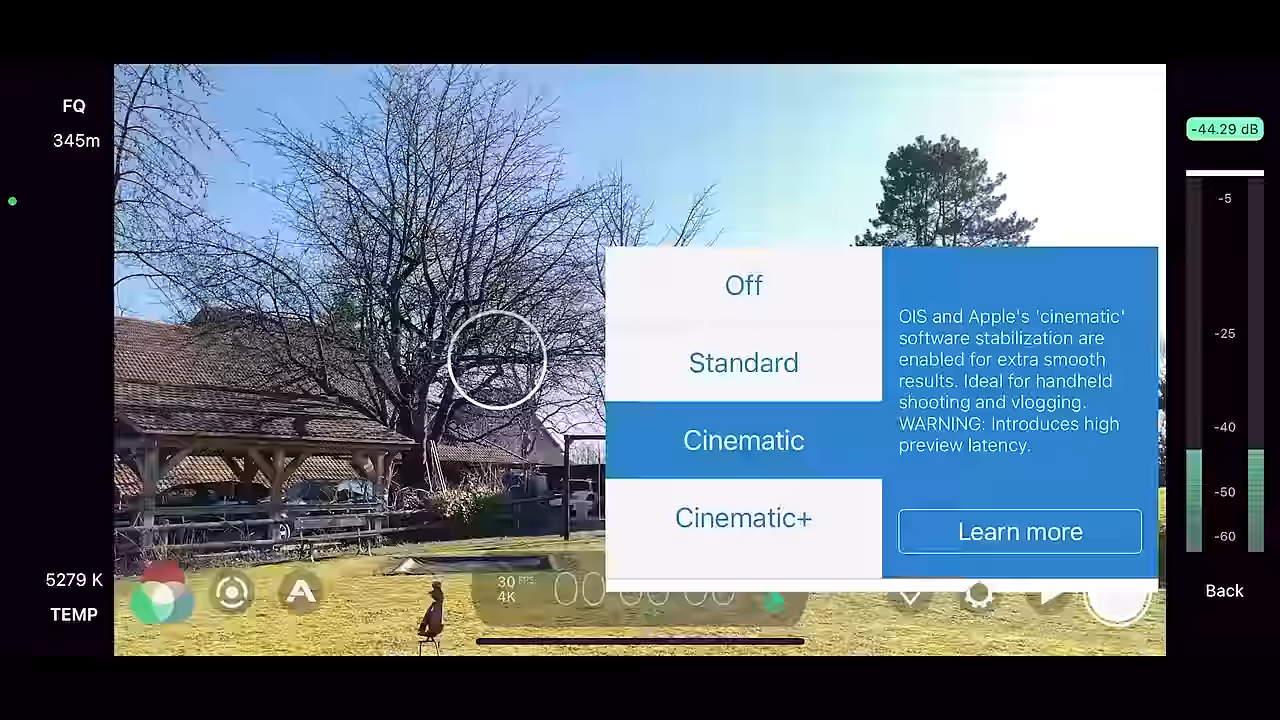 FQ
345m
-44.29 dB
-5
-25
-40
-50
-60
Off
Standard
Cinematic
Cinematic+
OIS and Apple's 'cinematic'
software stabilization are
enabled for extra smooth
results. Ideal for handheld
shooting and vlogging.
WARNING: Introduces high
preview latency.
Learn more
5279 K
TEMP
A
30 FPS
4K
Back